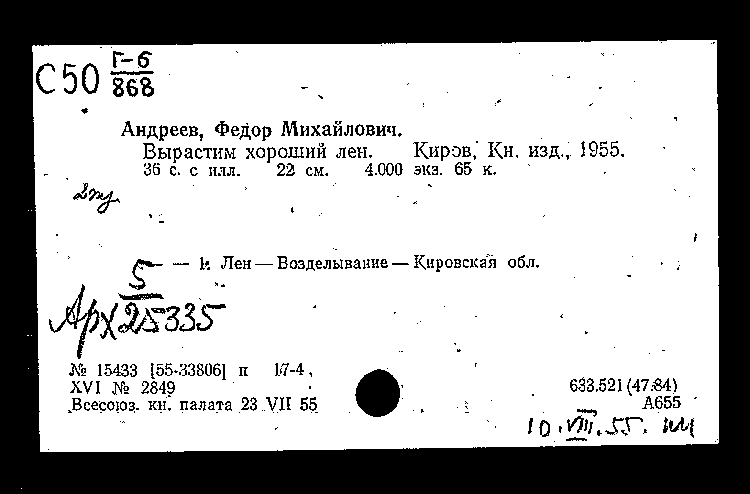 С50 Г-6
868
Андреев, Федор Михайлович.
Вырастим хороший лен. Киров, Кн. изд., 1955.
36 с. с илл. 22 см. 4.000 экз. 65 к.
— 1. Лен — Возделывание — Кировская обл.
5
Арх 25335
№ 15433 [55-33806] п 17-4,
XVI № 2849
Всесоюз. кн. палата 23 VII 55
633.521 (47.84)
А655
10.VIII.55.